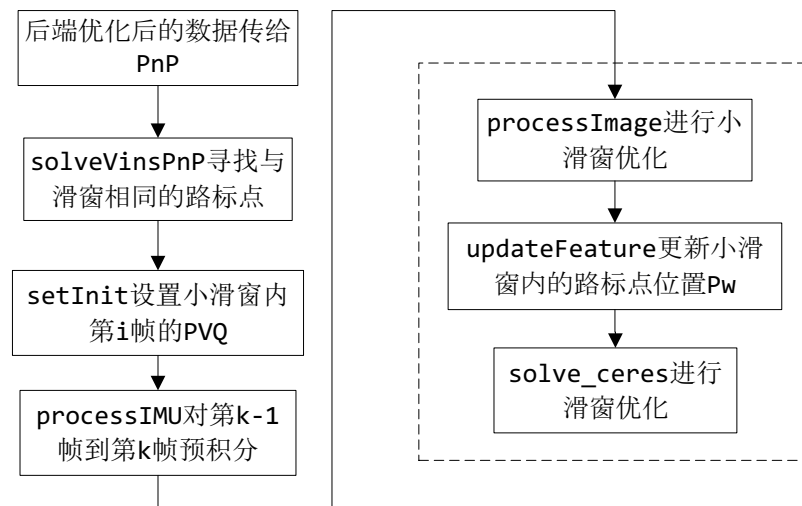 后端优化后的数据传给
PnP
solveVinsPnP寻找与
滑窗相同的路标点
setInit设置小滑窗内
第i帧的PVQ
processIMU对第k-1
帧到第k帧预积分
processImage进行小
滑窗优化
updateFeature更新小滑
窗内的路标点位置Pw
solve_ceres进行
滑窗优化